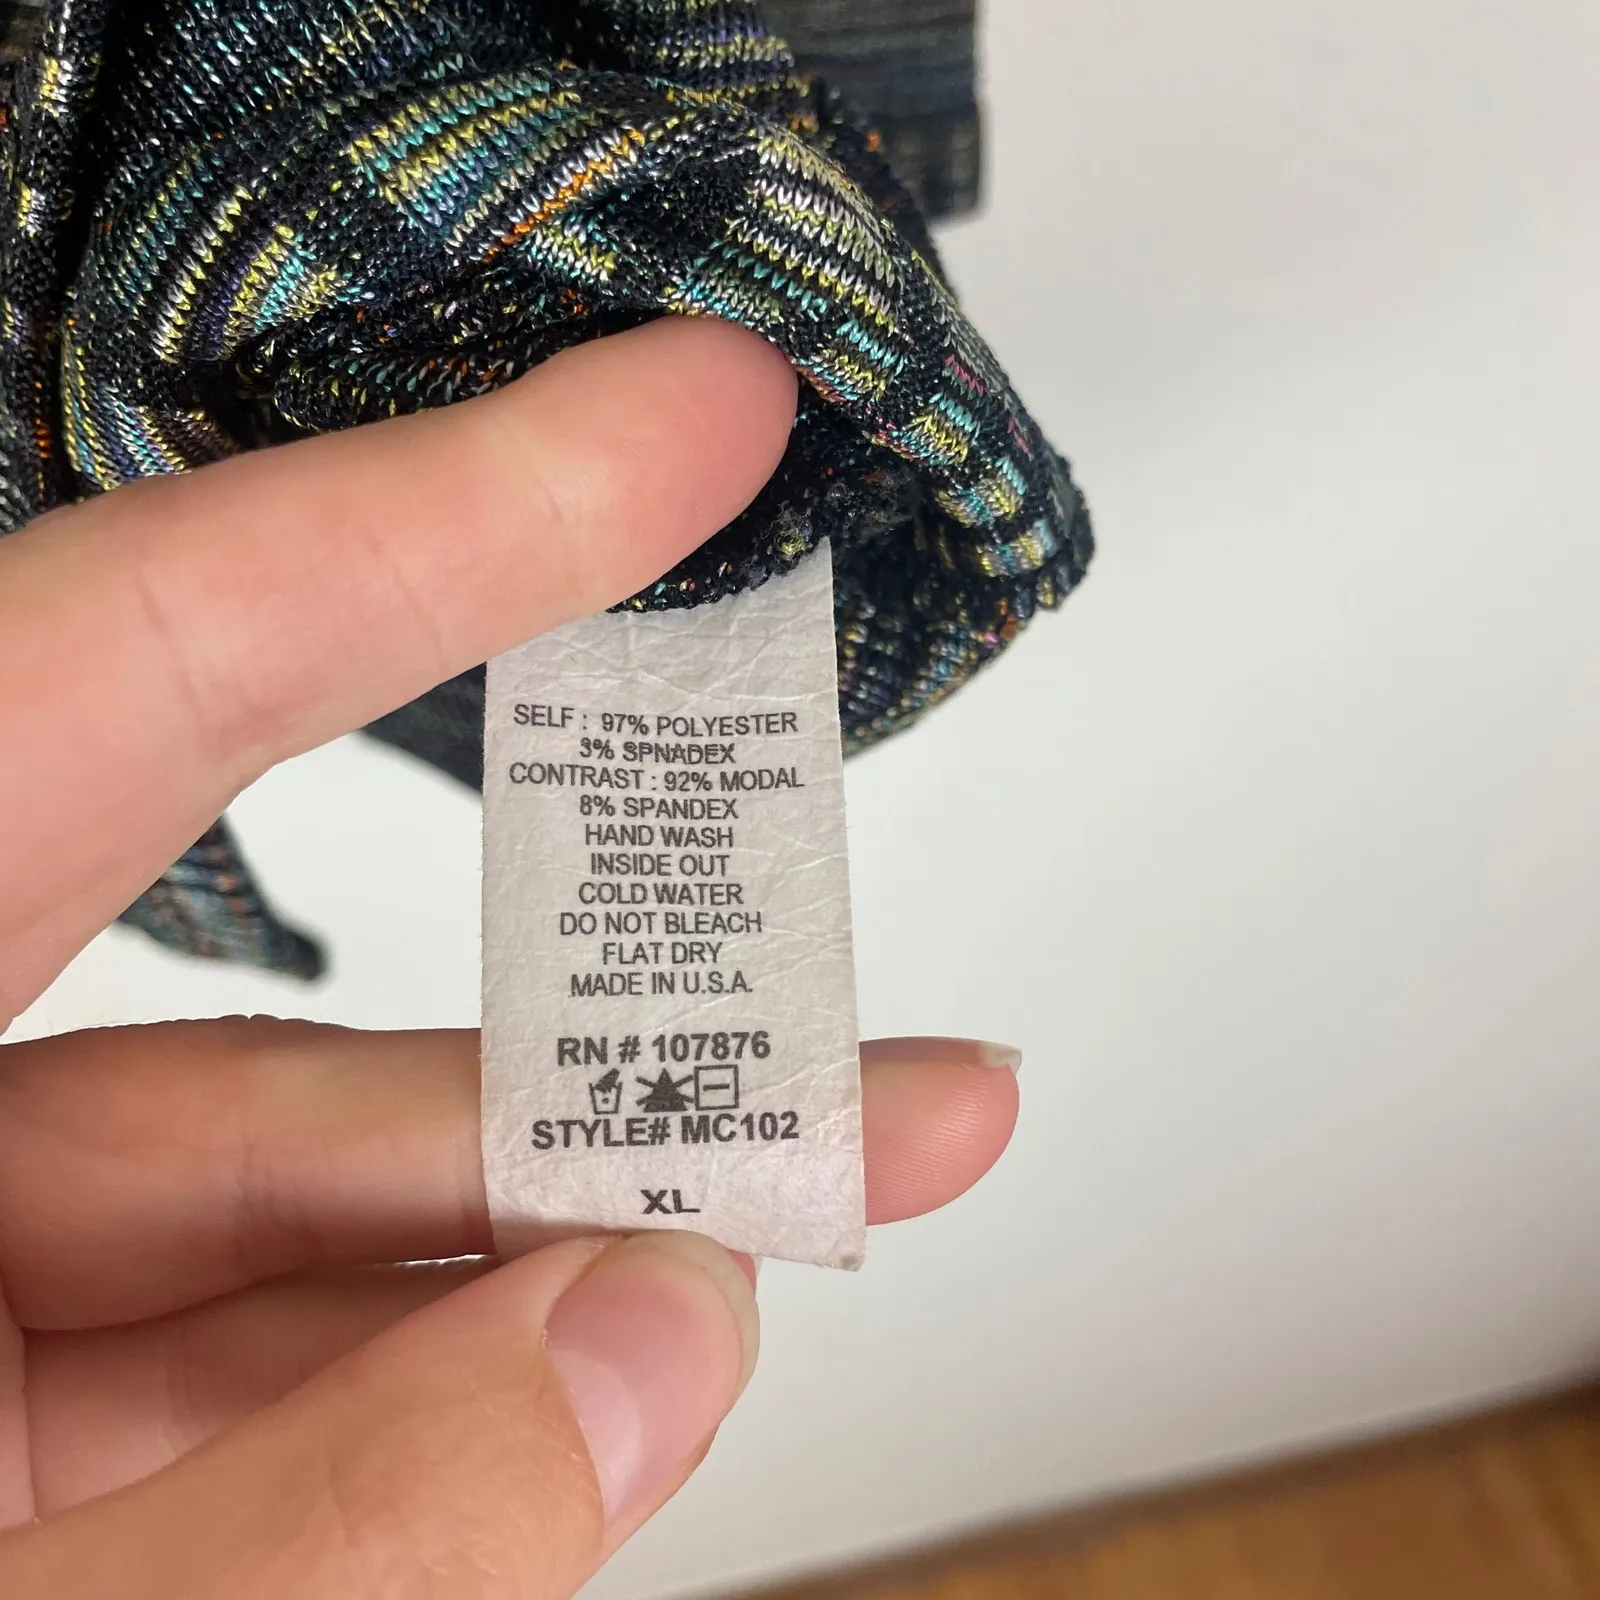 SELF : 97% POLYESTER
3% SPNADEX
CONTRAST : 92% MODAL
8% SPANDEX
HAND WASH
INSIDE OUT
COLD WATER
DO NOT BLEACH
FLAT DRY
MADE IN U.S.A.
RN # 107876
STYLE# MC102
XL